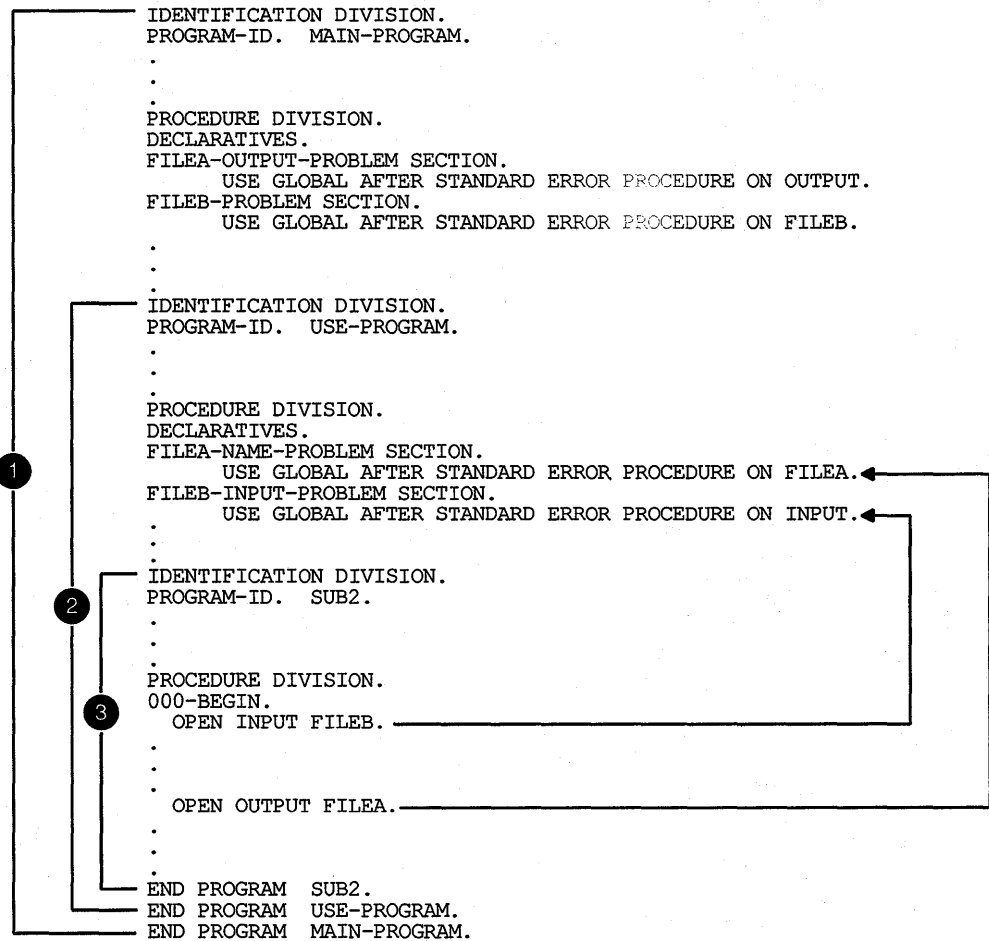 IDENTIFICATION DIVISION.
PROGRAM-ID. MAIN-PROGRAM.
.
.
.
PROCEDURE DIVISION.
DECLARATIVES.
FILEA-OUTPUT-PROBLEM SECTION.
USE GLOBAL AFTER STANDARD ERROR PROCEDURE ON OUTPUT.
FILEB-PROBLEM SECTION.
USE GLOBAL AFTER STANDARD ERROR PROCEDURE ON FILEB.
.
.
.
IDENTIFICATION DIVISION.
PROGRAM-ID. USE-PROGRAM.
.
.
.
PROCEDURE DIVISION.
DECLARATIVES.
FILEA-NAME-PROBLEM SECTION.
1 USE GLOBAL AFTER STANDARD ERROR PROCEDURE ON FILEA.
FILEB-INPUT-PROBLEM SECTION.
USE GLOBAL AFTER STANDARD ERROR PROCEDURE ON INPUT.
.
.
.
IDENTIFICATION DIVISION.
2 PROGRAM-ID. SUB2.
.
.
.
PROCEDURE DIVISION.
3 000-BEGIN.
OPEN INPUT FILEB.
.
.
.
OPEN OUTPUT FILEA.
.
.
.
END PROGRAM SUB2.
END PROGRAM USE-PROGRAM.
END PROGRAM MAIN-PROGRAM.